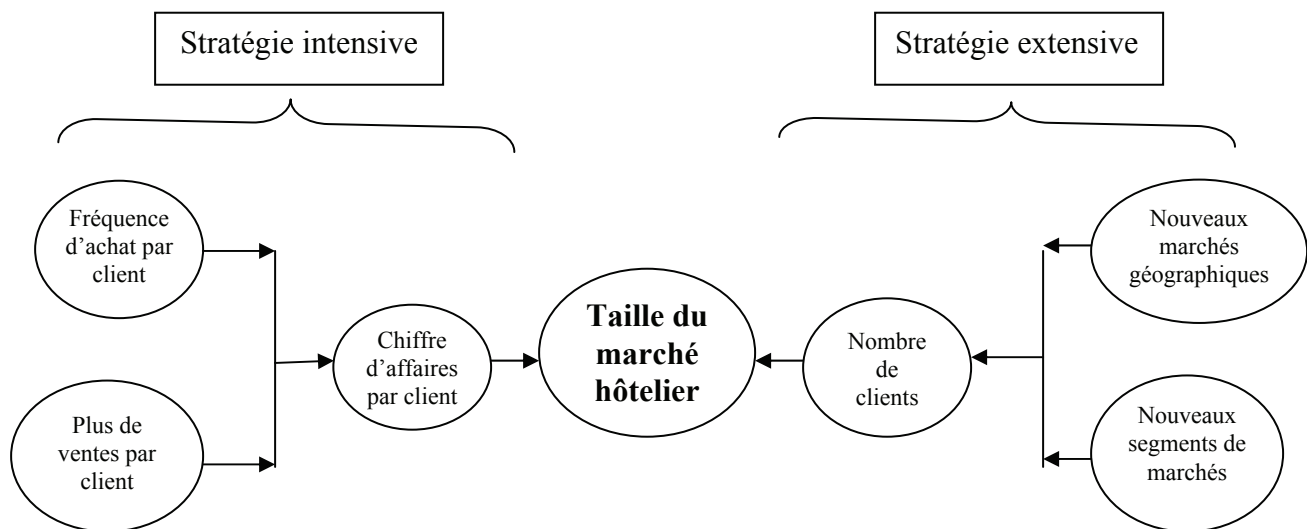 Stratégie intensive
Stratégie extensive
Fréquence
d’achat par
client
Plus de
ventes par
client
Chiffre
d’affaires
par client
Taille du
marché
hôtelier
Nombre
de
clients
Nouveaux
marchés
géographiques
Nouveaux
segments de
marchés